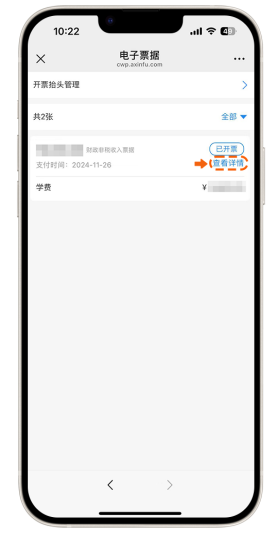 10:22
电子票据
cwp.axinfu.com
开票抬头管理
共2张
全部
财政非税收入票据
已开票
支付时间：2024-11-26
查看详情
学费
¥